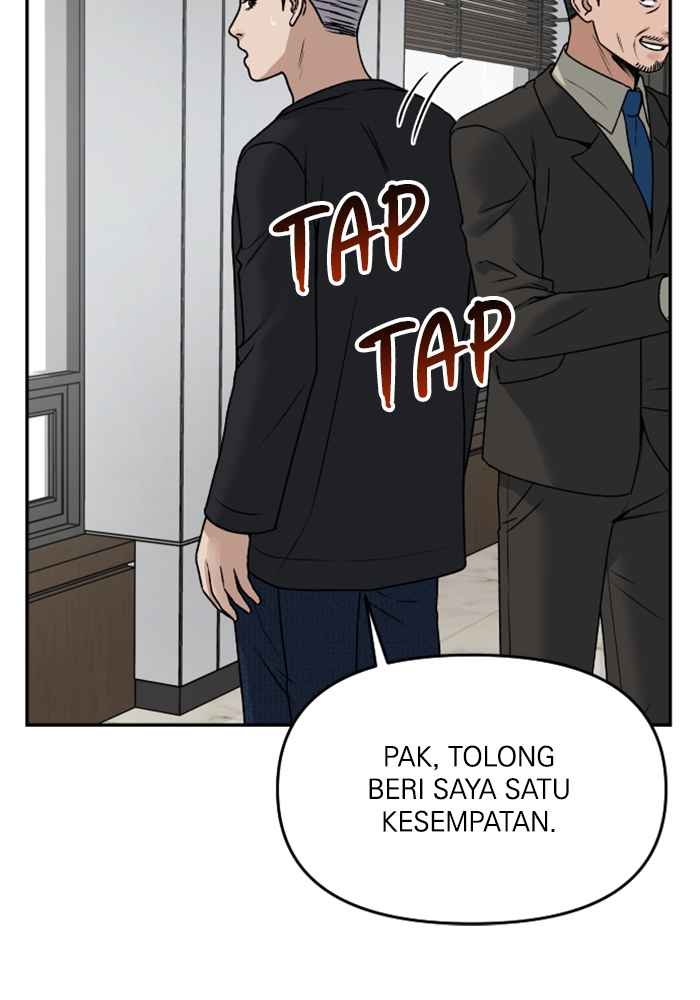 TAP
TAP
PAK, TOLONG
BERI SAYA SATU
KESEMPATAN.